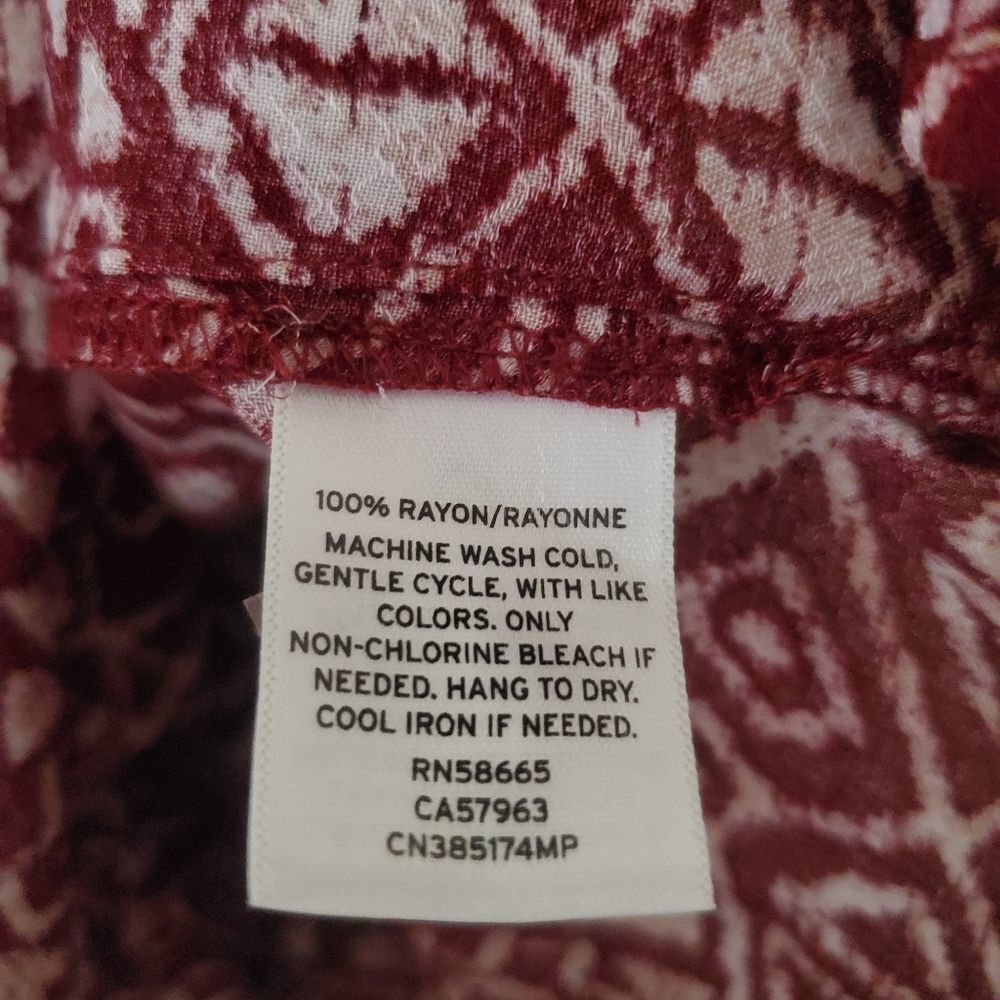 100% RAYON/RAYONNE
MACHINE WASH COLD,
GENTLE CYCLE, WITH LIKE
COLORS. ONLY
NON-CHLORINE BLEACH IF
NEEDED. HANG TO DRY.
COOL IRON IF NEEDED.
RN58665
CA57963
CN385174MP